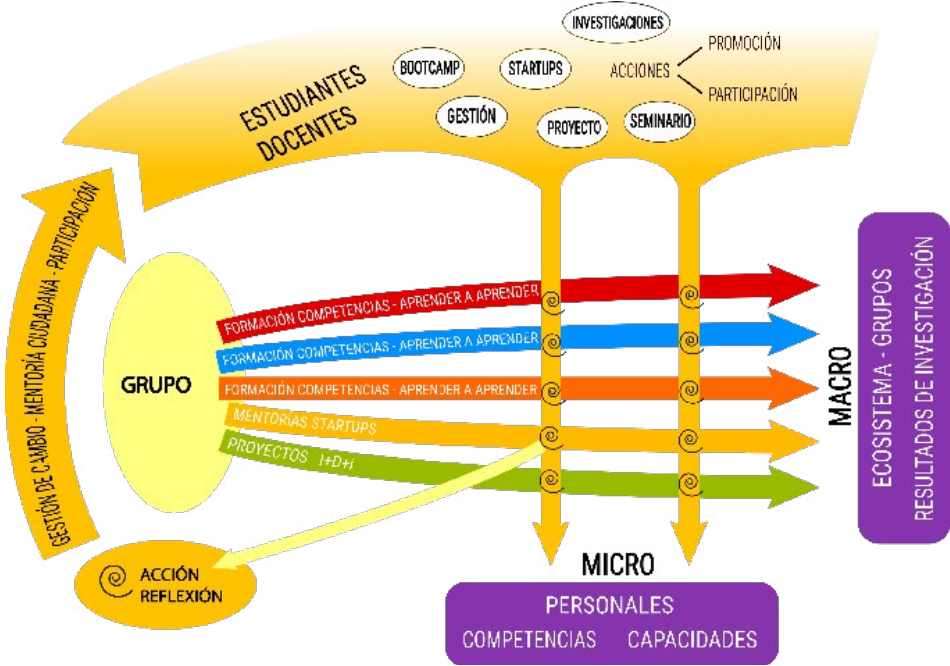 INVESTIGACIONES
PROMOCIÓN
BOOTCAMP
STARTUPS
ACCIONES
PARTICIPACIÓN
ESTUDIANTES
DOCENTES
GESTIÓN
PROYECTO
SEMINARIO
GESTIÓN DE CAMBIO - MENTORÍA CIUDADANA - PARTICIPACIÓN
GRUPO
FORMACIÓN COMPETENCIAS - APRENDER A APRENDER
FORMACIÓN COMPETENCIAS - APRENDER A APRENDER
FORMACIÓN COMPETENCIAS - APRENDER A APRENDER
MENTORÍAS STARTUPS
PROYECTOS I+D+i
MACRO
ECOSISTEMA - GRUPOS
RESULTADOS DE INVESTIGACIÓN
ACCIÓN
REFLEXIÓN
MICRO
PERSONALES
COMPETENCIAS CAPACIDADES